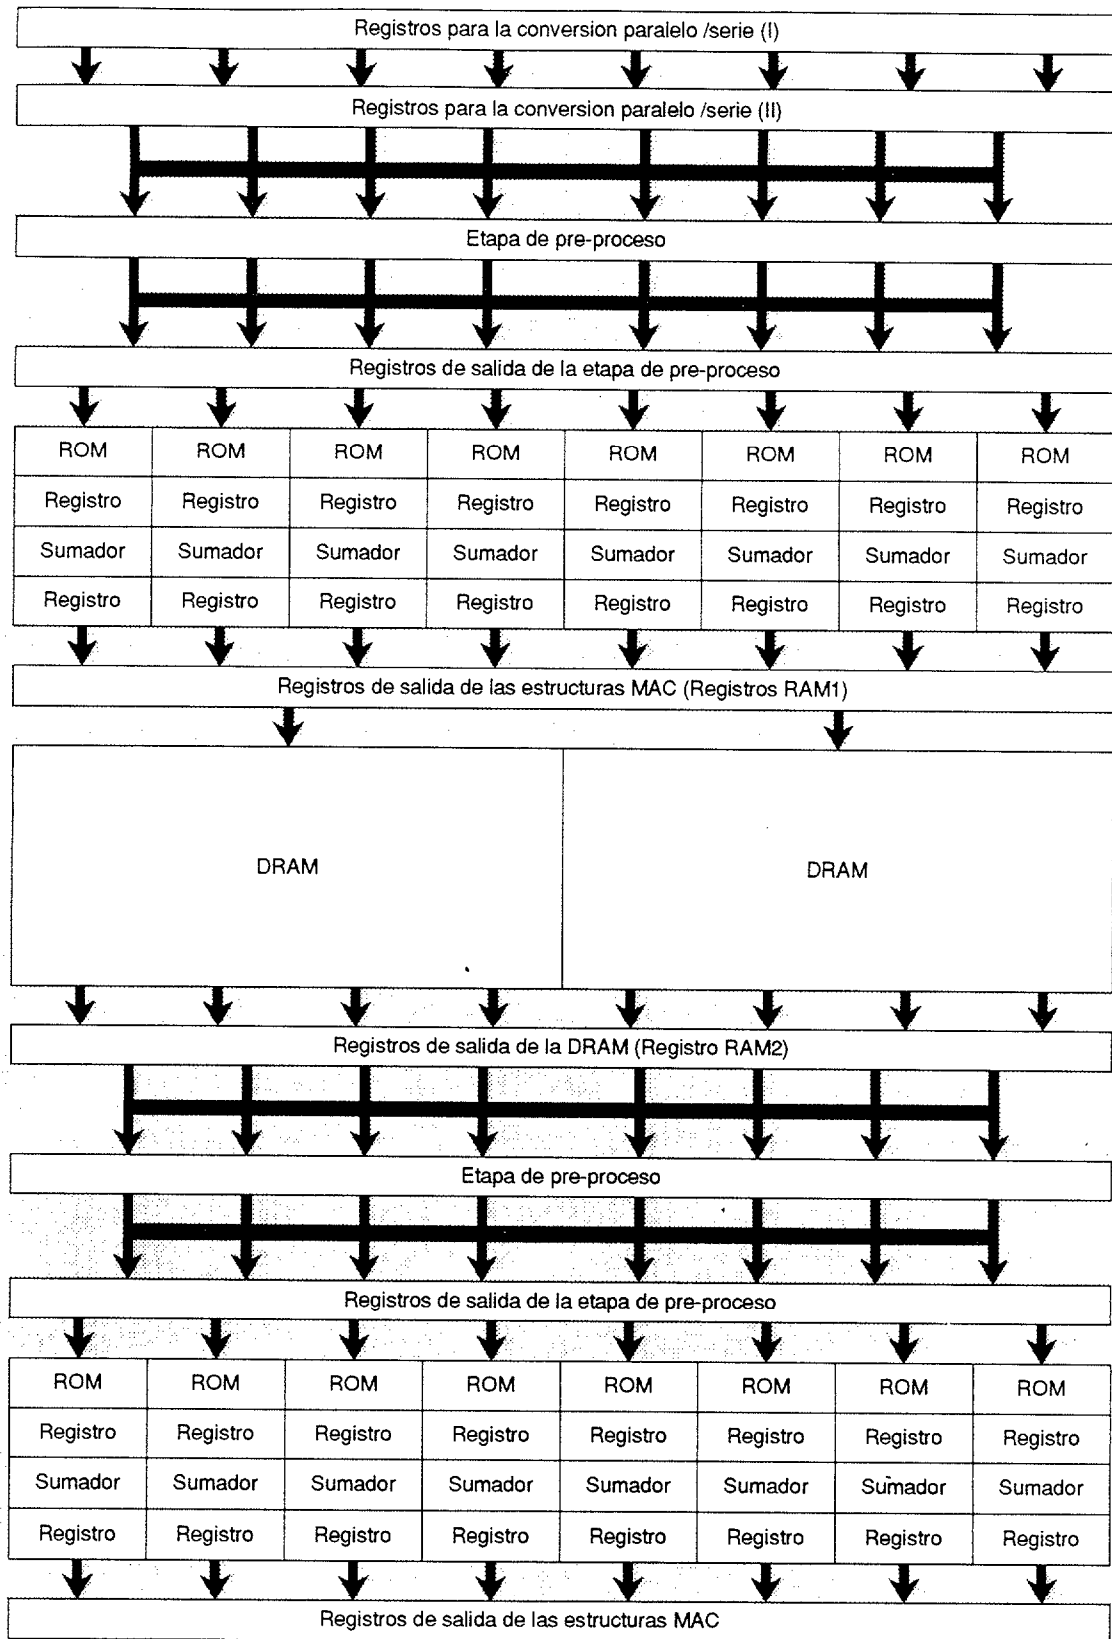 Registros para la conversion paralelo /serie (I)
Registros para la conversion paralelo /serie (II)
Etapa de pre-proceso
Registros de salida de la etapa de pre-proceso
ROM ROM ROM ROM ROM ROM ROM ROM
Registro Registro Registro Registro Registro Registro Registro Registro
Sumador Sumador Sumador Sumador Sumador Sumador Sumador Sumador
Registro Registro Registro Registro Registro Registro Registro Registro
Registros de salida de las estructuras MAC (Registros RAM1)
DRAM DRAM
Registros de salida de la DRAM (Registro RAM2)
Etapa de pre-proceso
Registros de salida de la etapa de pre-proceso
ROM ROM ROM ROM ROM ROM ROM ROM
Registro Registro Registro Registro Registro Registro Registro Registro
Sumador Sumador Sumador Sumador Sumador Sumador Sumador Sumador
Registro Registro Registro Registro Registro Registro Registro Registro
Registros de salida de las estructuras MAC